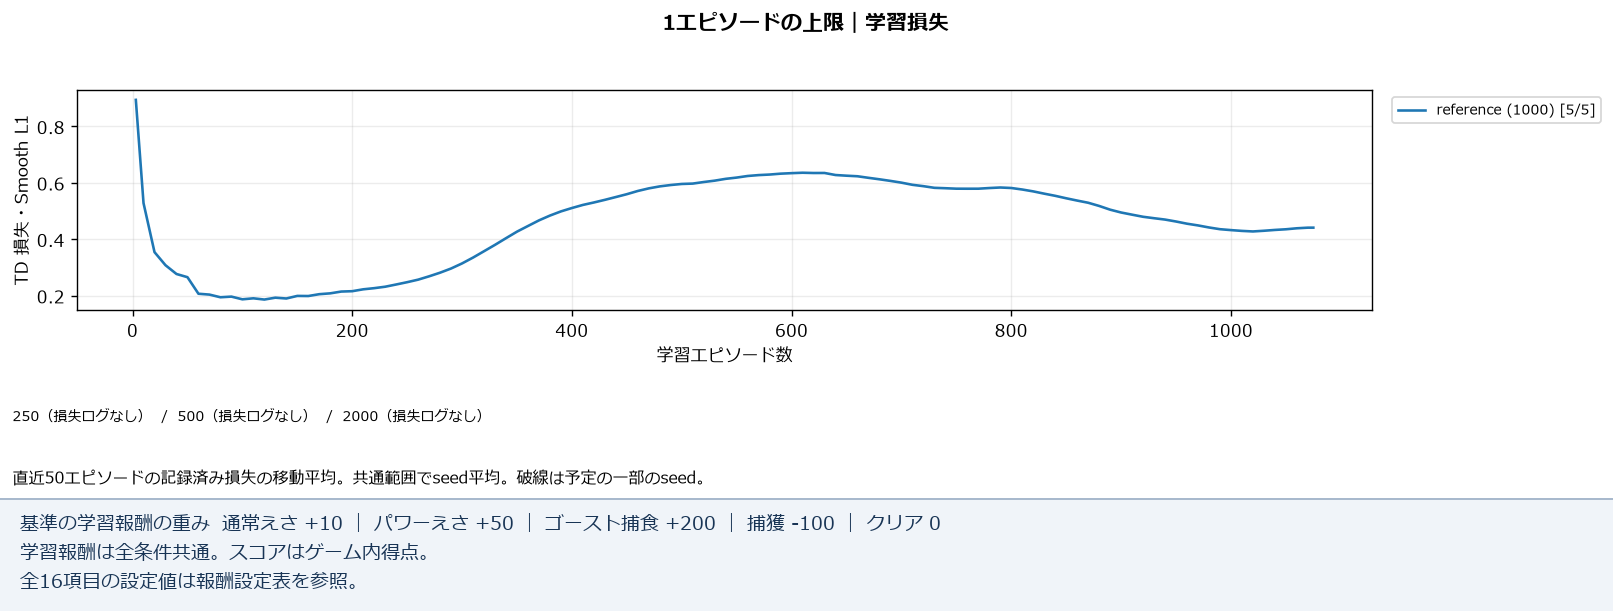 1エピソードの上限｜学習損失
TD 損失・Smooth L1
0.8
0.6
0.4
0.2
0
200
400
600
800
1000
学習エピソード数
reference (1000) [5/5]
250（損失ログなし） / 500（損失ログなし） / 2000（損失ログなし）
直近50エピソードの記録済み損失の移動平均。共通範囲でseed平均。破線は予定の一部のseed。
基準の学習報酬の重み 通常えさ +10 ｜ パワーえさ +50 ｜ ゴースト捕食 +200 ｜ 捕獲 -100 ｜ クリア 0
学習報酬は全条件共通。スコアはゲーム内得点。
全16項目の設定値は報酬設定表を参照。